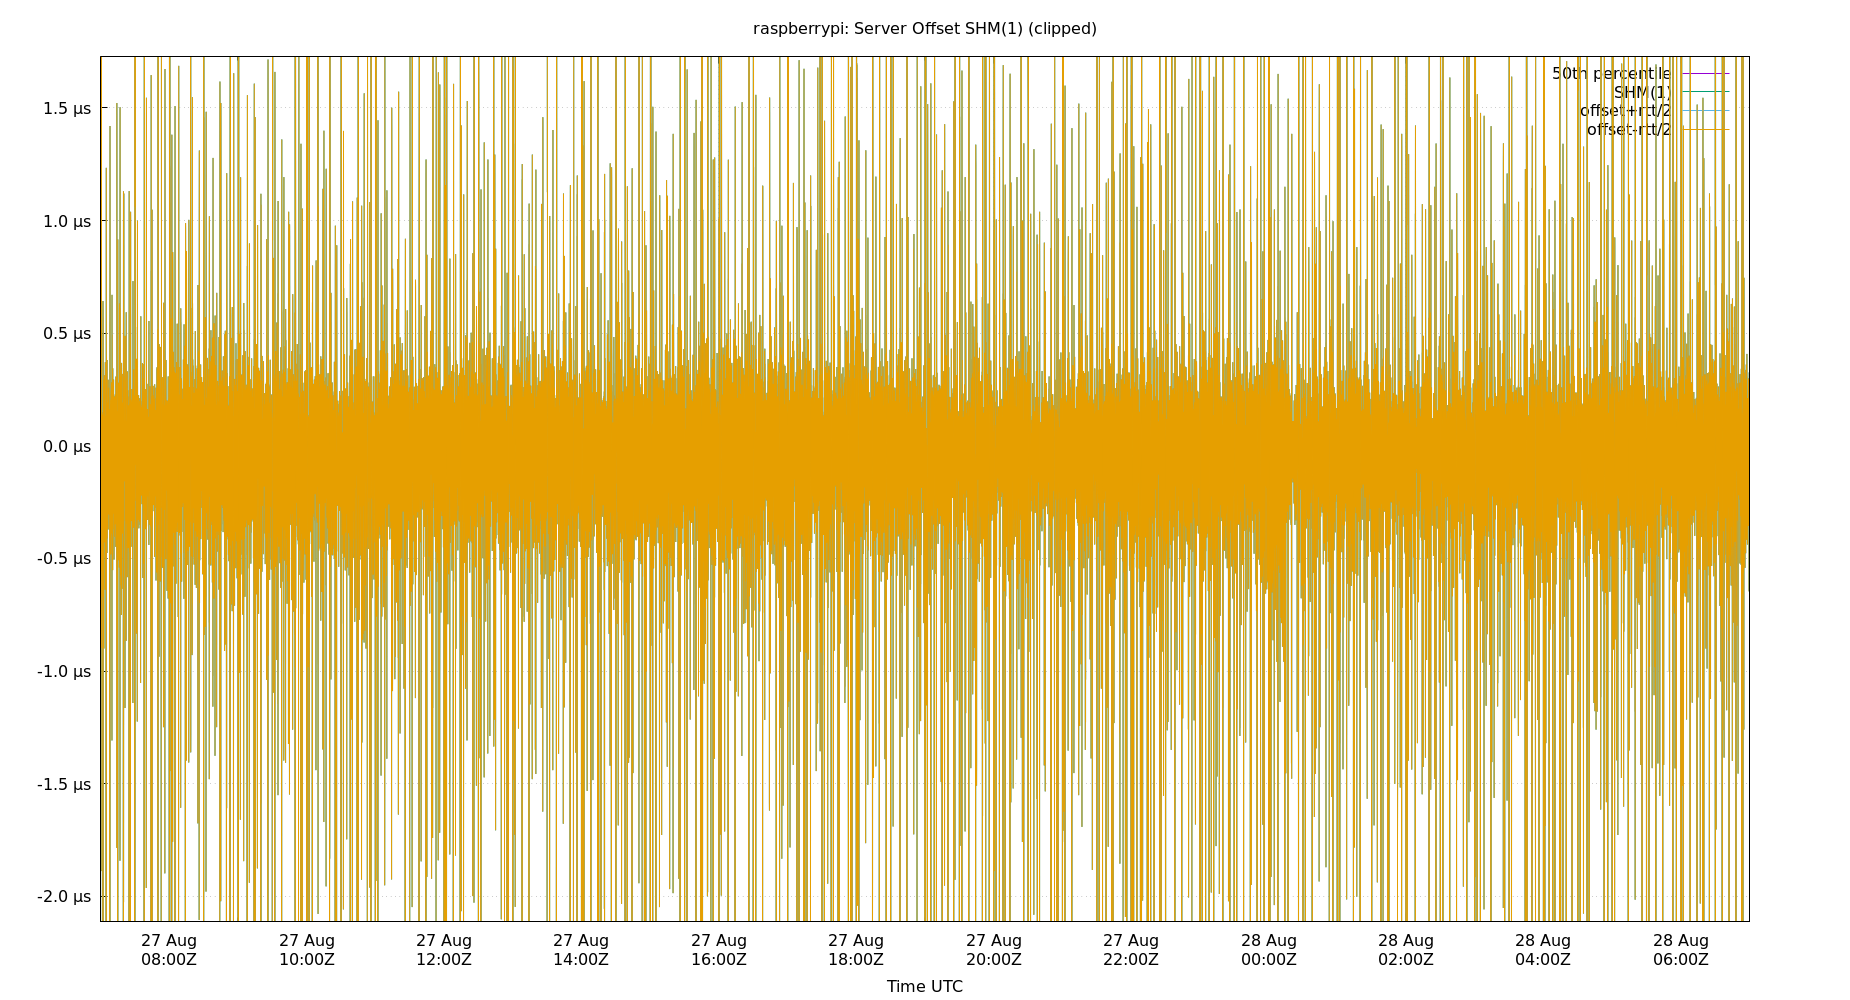 raspberrypi: Server Offset SHM(1) (clipped)
50th percentile
SHM(1)
offset+rtt/2
offset-rtt/2
1.5 µs
1.0 µs
0.5 µs
0.0 µs
-0.5 µs
-1.0 µs
-1.5 µs
-2.0 µs
27 Aug 27 Aug 27 Aug 27 Aug 27 Aug 27 Aug 27 Aug 27 Aug 28 Aug 28 Aug 28 Aug 28 Aug
08:00Z 10:00Z 12:00Z 14:00Z 16:00Z 18:00Z 20:00Z 22:00Z 00:00Z 02:00Z 04:00Z 06:00Z
Time UTC